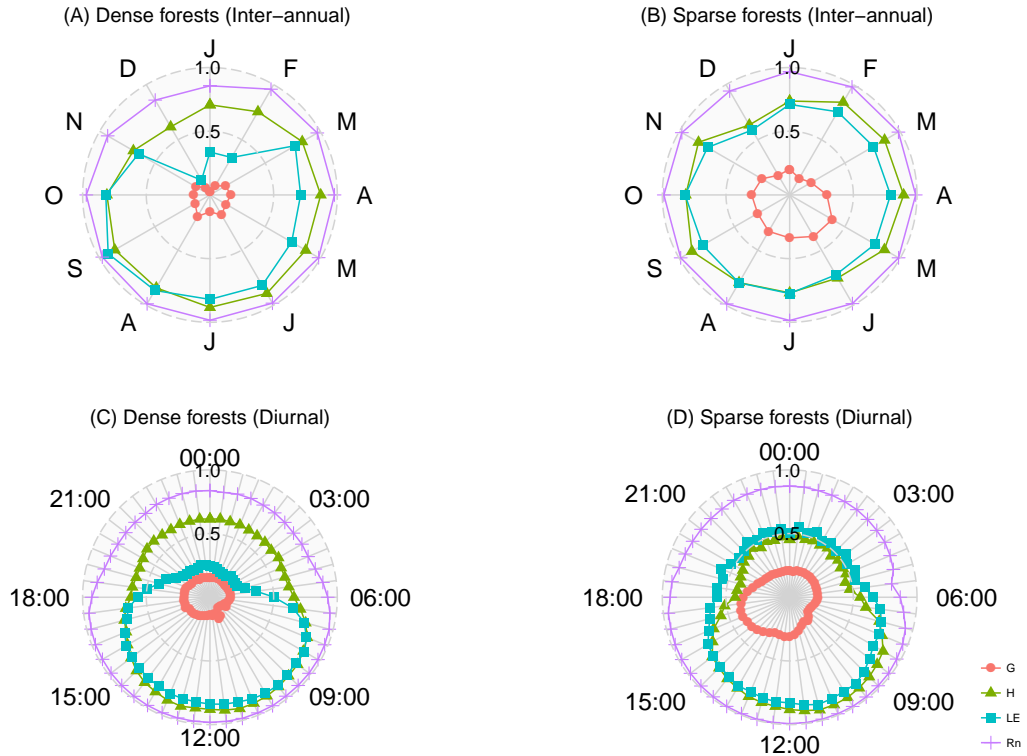 (A) Dense forests (Inter−annual)
J
F
M
A
M
J
J
A
S
O
N
D
1.0
0.5
(B) Sparse forests (Inter−annual)
J
F
M
A
M
J
J
A
S
O
N
D
1.0
0.5
(C) Dense forests (Diurnal)
00:00
03:00
06:00
09:00
12:00
15:00
18:00
21:00
1.0
0.5
(D) Sparse forests (Diurnal)
00:00
03:00
06:00
09:00
12:00
15:00
18:00
21:00
1.0
0.5
G
H
LE
Rn